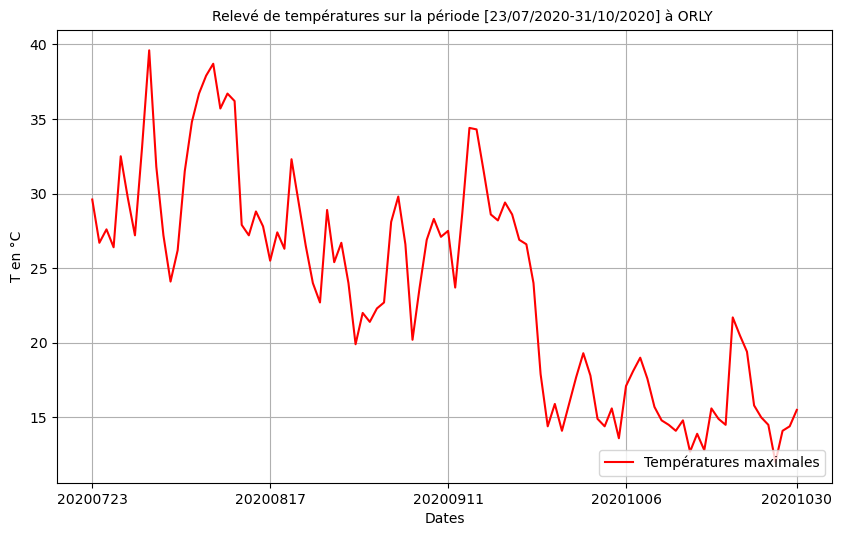 Relevé de températures sur la période [23/07/2020-31/10/2020] à ORLY
40
35
30
25
20
15
T en °C
Températures maximales
20200723 20200817 20200911 20201006 20201030
Dates